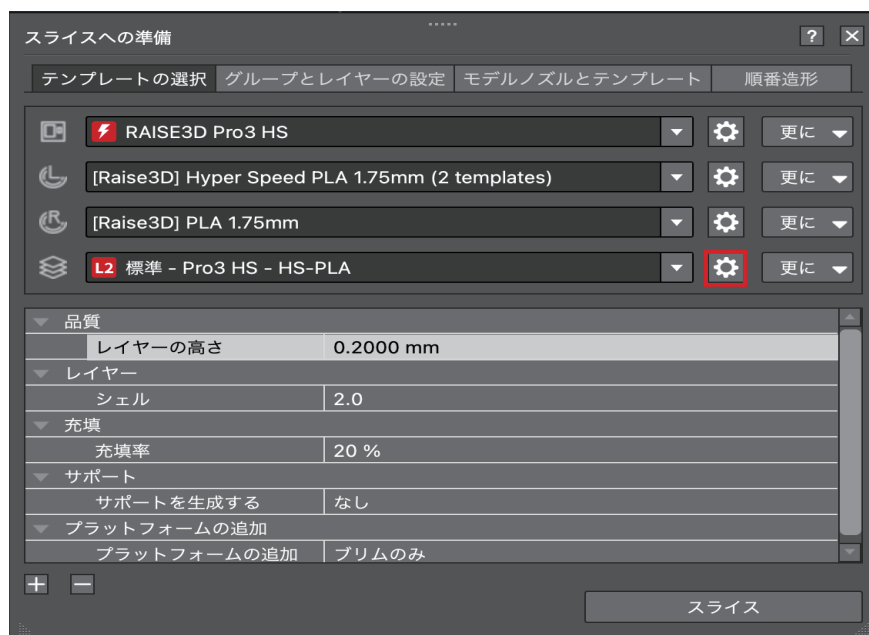 スライスへの準備
?
テンプレートの選択 グループとレイヤーの設定 モデルノズルとテンプレート 順番造形
RAISE3D Pro3 HS 更に
L [Raise3D] Hyper Speed PLA 1.75mm (2 templates) 更に
R [Raise3D] PLA 1.75mm 更に
L2 標準 - Pro3 HS - HS-PLA 更に
品質
レイヤーの高さ 0.2000 mm
レイヤー
シェル 2.0
充填
充填率 20 %
サポート
サポートを生成する なし
プラットフォームの追加
プラットフォームの追加 ブリムのみ
スライス